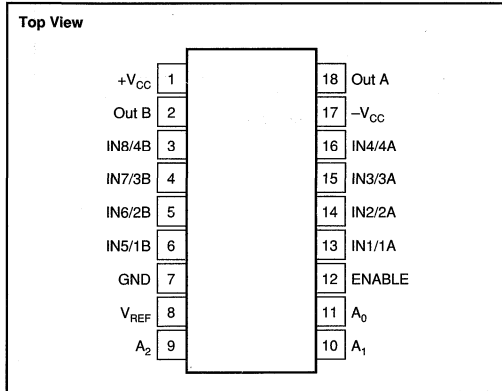 Top View
+VCC 1 18 Out A
Out B 2 17 –VCC
IN8/4B 3 16 IN4/4A
IN7/3B 4 15 IN3/3A
IN6/2B 5 14 IN2/2A
IN5/1B 6 13 IN1/1A
GND 7 12 ENABLE
VREF 8 11 A0
A2 9 10 A1